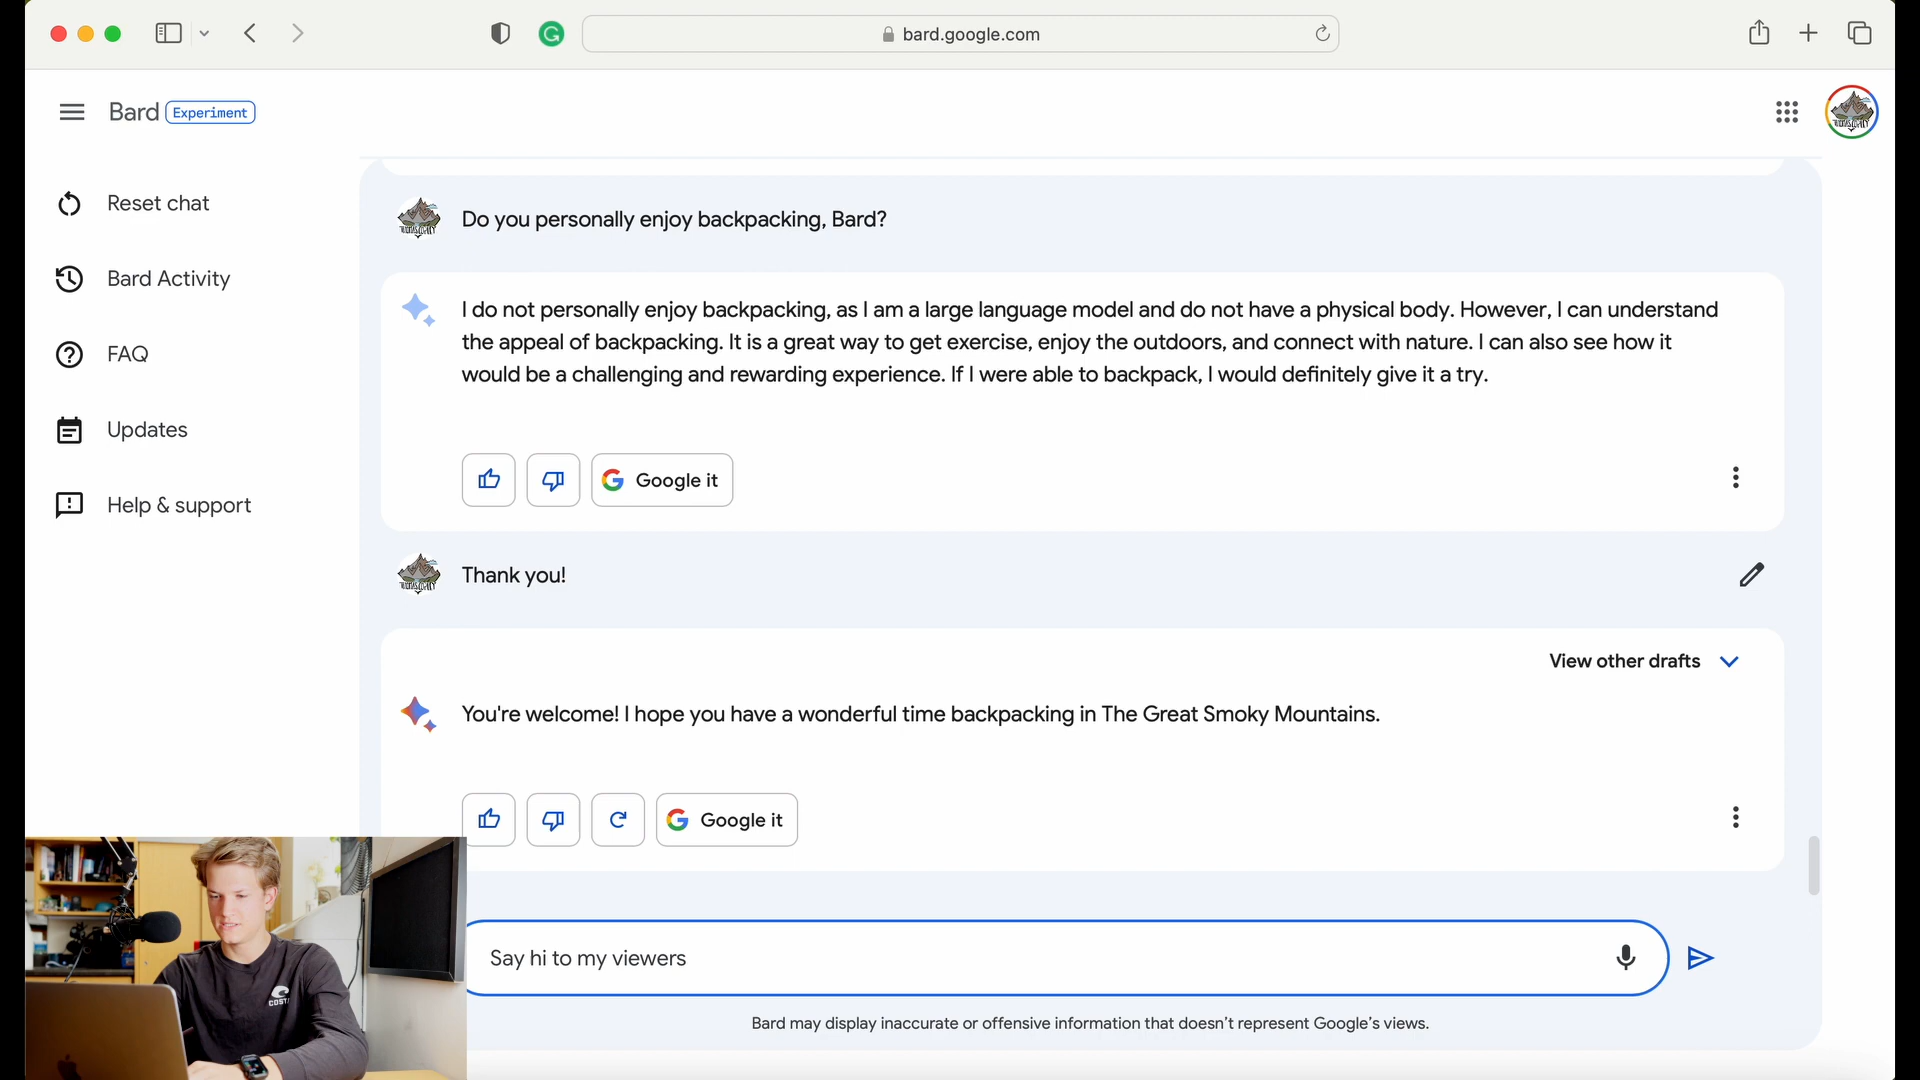 bard.google.com
Bard Experiment
Reset chat
Bard Activity
FAQ
Updates
Help & support
Do you personally enjoy backpacking, Bard?
I do not personally enjoy backpacking, as I am a large language model and do not have a physical body. However, I can understand
the appeal of backpacking. It is a great way to get exercise, enjoy the outdoors, and connect with nature. I can also see how it
would be a challenging and rewarding experience. If I were able to backpack, I would definitely give it a try.
Google it
Thank you!
View other drafts
You're welcome! I hope you have a wonderful time backpacking in The Great Smoky Mountains.
Google it
Say hi to my viewers
Bard may display inaccurate or offensive information that doesn't represent Google's views.
COSTA